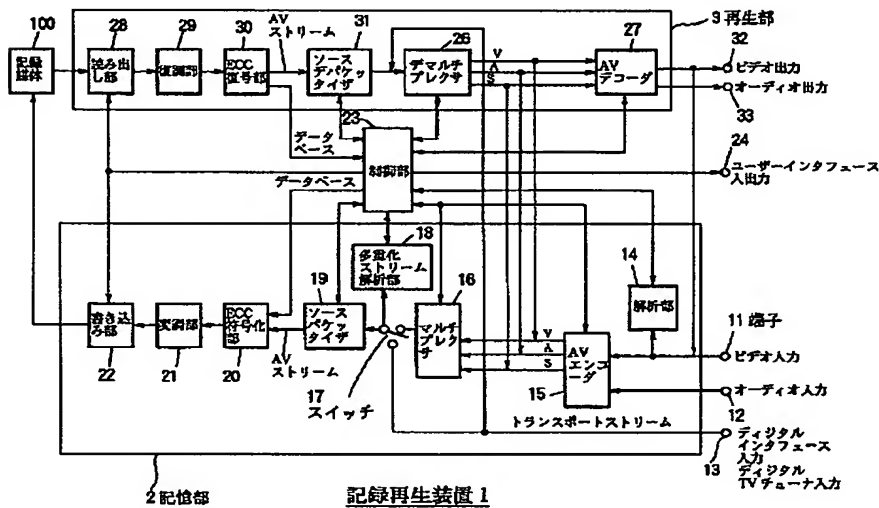 3 再生部
100
記録
媒体
28
読み出
し部
29
復調部
30
ECC
復号部
AV
ストリーム
31
ソース
デパケッ
タイザ
26
デマルチ
プレクサ
V
A
S
27
AV
デコーダ
32
ビデオ出力
オーディオ出力
33
23
制御部
データ
ベース
データベース
24
ユーザーインタフェース
入出力
18
多重化
ストリーム
解析部
14
解析部
22
書き込
み部
21
変調部
20
ECC
符号化
部
AV
ストリーム
19
ソース
パケッ
タイザ
17
スイッチ
16
マルチ
プレク
サ
V
A
S
AV
エンコ
ーダ
15
11 端子
ビデオ入力
オーディオ入力
12
トランスポートストリーム
13
ディジタル
インタフェース
入力
ディジタル
TVチューナ入力
2 記憶部
記録再生装置 1